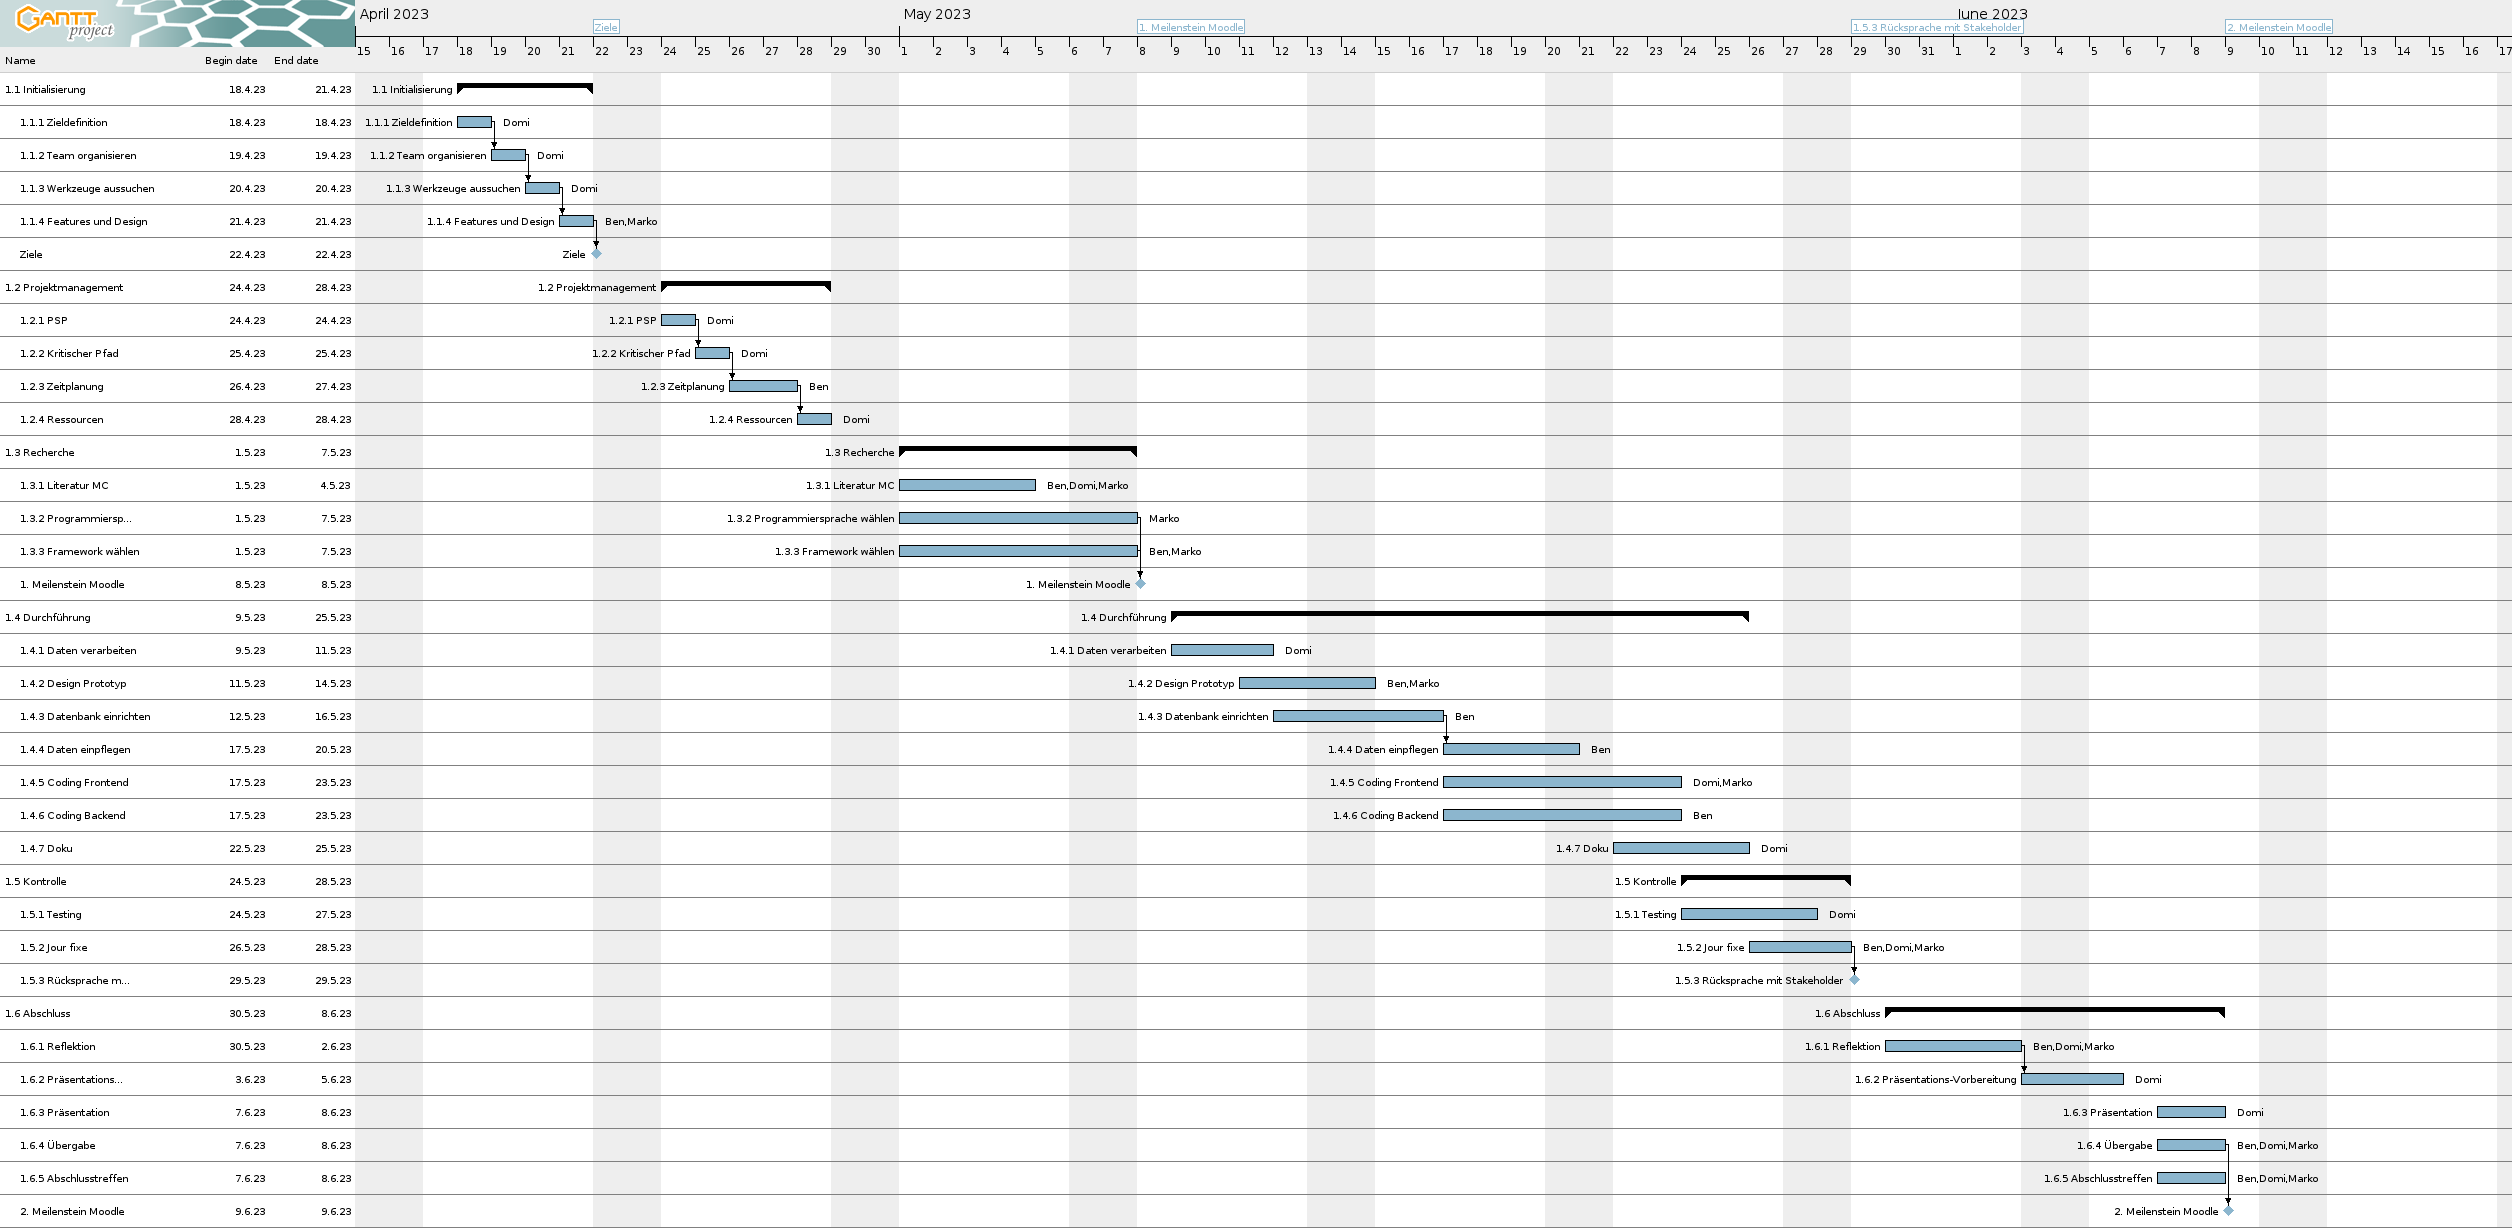 GANTT project
April 2023 May 2023 June 2023
Ziele 1. Meilenstein Moodle 1.5.3 Rücksprache mit Stakeholder 2. Meilenstein Moodle
15 16 17 18 19 20 21 22 23 24 25 26 27 28 29 30 1 2 3 4 5 6 7 8 9 10 11 12 13 14 15 16 17 18 19 20 21 22 23 24 25 26 27 28 29 30 31 1 2 3 4 5 6 7 8 9 10 11 12 13 14 15 16 17
Name Begin date End date
1.1 Initialisierung 18.4.23 21.4.23 1.1 Initialisierung
1.1.1 Zieldefinition 18.4.23 18.4.23 1.1.1 Zieldefinition Domi
1.1.2 Team organisieren 19.4.23 19.4.23 1.1.2 Team organisieren Domi
1.1.3 Werkzeuge aussuchen 20.4.23 20.4.23 1.1.3 Werkzeuge aussuchen Domi
1.1.4 Features und Design 21.4.23 21.4.23 1.1.4 Features und Design Ben,Marko
Ziele 22.4.23 22.4.23 Ziele
1.2 Projektmanagement 24.4.23 28.4.23 1.2 Projektmanagement
1.2.1 PSP 24.4.23 24.4.23 1.2.1 PSP Domi
1.2.2 Kritischer Pfad 25.4.23 25.4.23 1.2.2 Kritischer Pfad Domi
1.2.3 Zeitplanung 26.4.23 27.4.23 1.2.3 Zeitplanung Ben
1.2.4 Ressourcen 28.4.23 28.4.23 1.2.4 Ressourcen Domi
1.3 Recherche 1.5.23 7.5.23 1.3 Recherche
1.3.1 Literatur MC 1.5.23 4.5.23 1.3.1 Literatur MC Ben,Domi,Marko
1.3.2 Programmiersp... 1.5.23 7.5.23 1.3.2 Programmiersprache wählen Marko
1.3.3 Framework wählen 1.5.23 7.5.23 1.3.3 Framework wählen Ben,Marko
1. Meilenstein Moodle 8.5.23 8.5.23 1. Meilenstein Moodle
1.4 Durchführung 9.5.23 25.5.23 1.4 Durchführung
1.4.1 Daten verarbeiten 9.5.23 11.5.23 1.4.1 Daten verarbeiten Domi
1.4.2 Design Prototyp 11.5.23 14.5.23 1.4.2 Design Prototyp Ben,Marko
1.4.3 Datenbank einrichten 12.5.23 16.5.23 1.4.3 Datenbank einrichten Ben
1.4.4 Daten einpflegen 17.5.23 20.5.23 1.4.4 Daten einpflegen Ben
1.4.5 Coding Frontend 17.5.23 23.5.23 1.4.5 Coding Frontend Domi,Marko
1.4.6 Coding Backend 17.5.23 23.5.23 1.4.6 Coding Backend Ben
1.4.7 Doku 22.5.23 25.5.23 1.4.7 Doku Domi
1.5 Kontrolle 24.5.23 28.5.23 1.5 Kontrolle
1.5.1 Testing 24.5.23 27.5.23 1.5.1 Testing Domi
1.5.2 Jour fixe 26.5.23 28.5.23 1.5.2 Jour fixe Ben,Domi,Marko
1.5.3 Rücksprache m... 29.5.23 29.5.23 1.5.3 Rücksprache mit Stakeholder
1.6 Abschluss 30.5.23 8.6.23 1.6 Abschluss
1.6.1 Reflektion 30.5.23 2.6.23 1.6.1 Reflektion Ben,Domi,Marko
1.6.2 Präsentations... 3.6.23 5.6.23 1.6.2 Präsentations-Vorbereitung Domi
1.6.3 Präsentation 7.6.23 8.6.23 1.6.3 Präsentation Domi
1.6.4 Übergabe 7.6.23 8.6.23 1.6.4 Übergabe Ben,Domi,Marko
1.6.5 Abschlusstreffen 7.6.23 8.6.23 1.6.5 Abschlusstreffen Ben,Domi,Marko
2. Meilenstein Moodle 9.6.23 9.6.23 2. Meilenstein Moodle